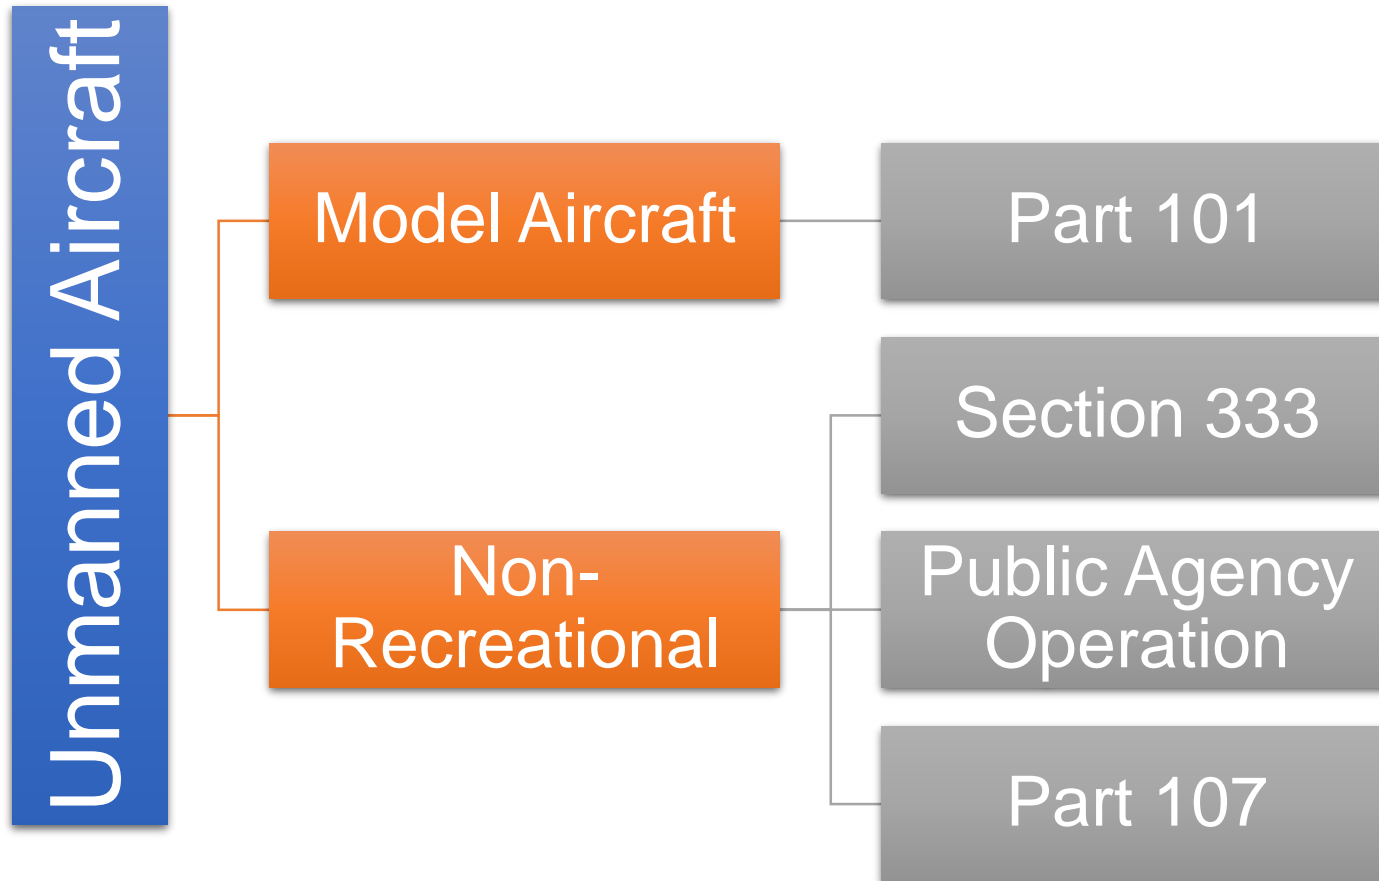 Unmanned Aircraft
Model Aircraft
Part 101
Section 333
Non-
Recreational
Public Agency
Operation
Part 107